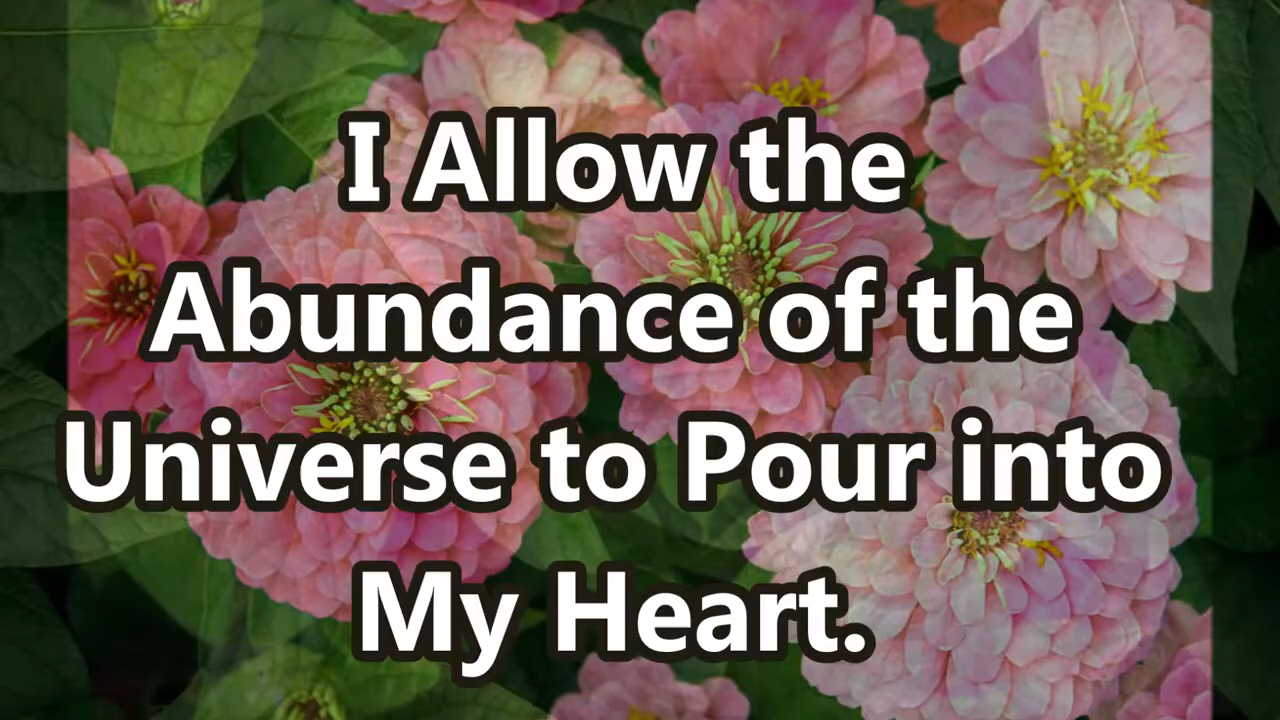 I Allow the
Abundance of the
Universe to Pour into
My Heart.